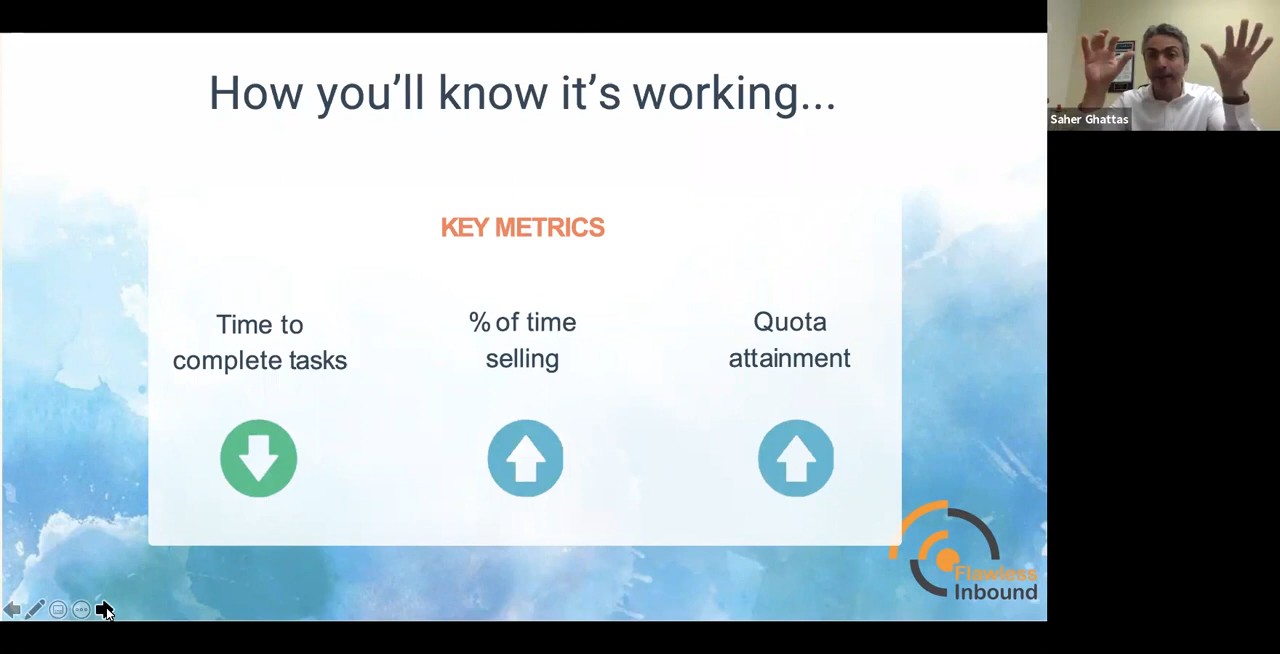 How you’ll know it’s working...
KEY METRICS
Time to
complete tasks
% of time
selling
Quota
attainment
Flawless
Inbound
Saher Ghattas